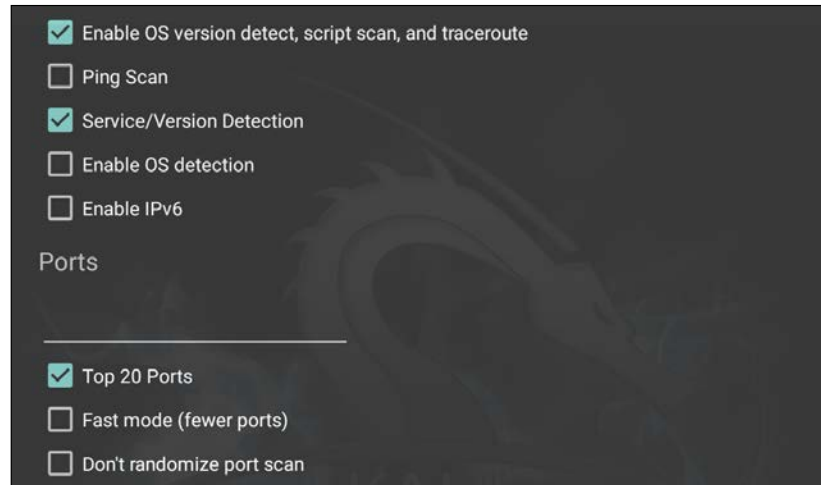 Enable OS version detect, script scan, and traceroute
Ping Scan
Service/Version Detection
Enable OS detection
Enable IPv6
Ports
Top 20 Ports
Fast mode (fewer ports)
Don't randomize port scan